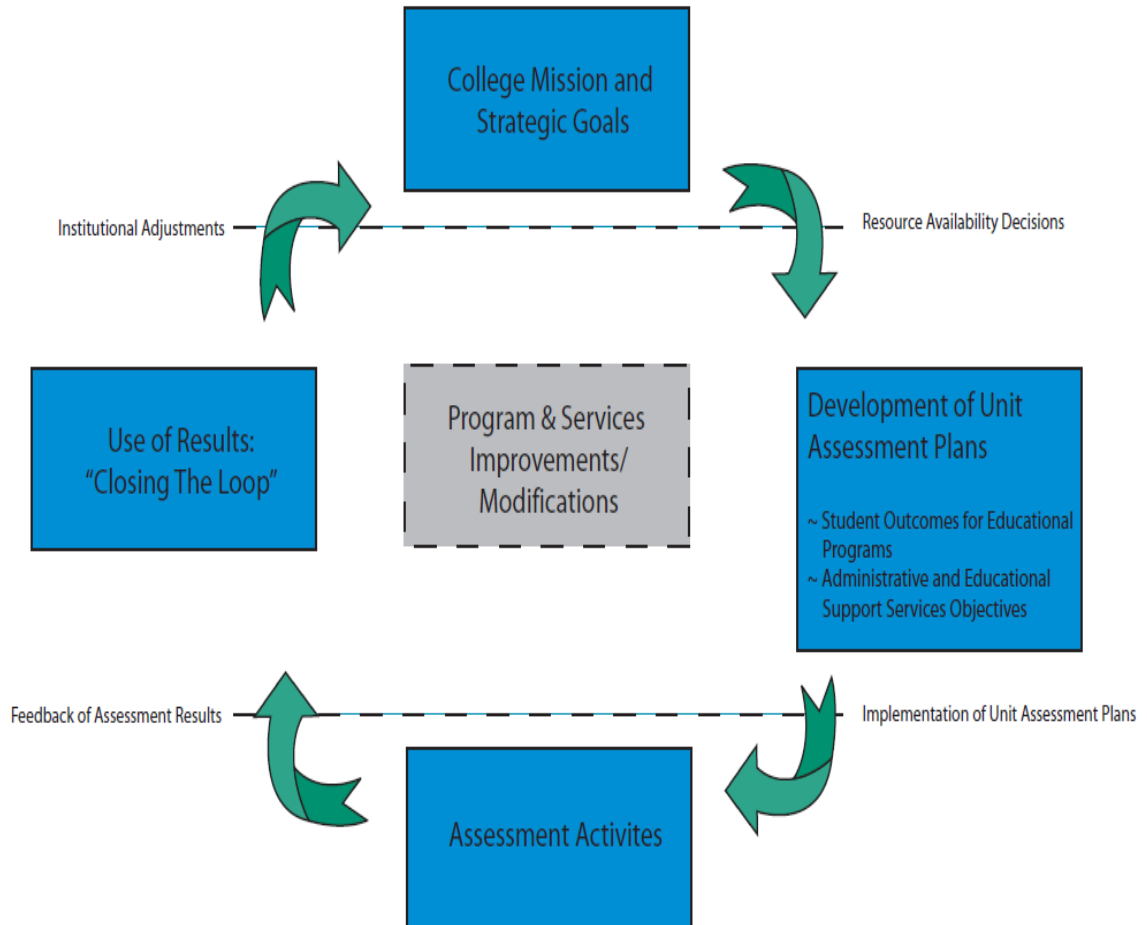 College Mission and
Strategic Goals
Institutional Adjustments
Resource Availability Decisions
Use of Results:
“Closing The Loop”
Program & Services
Improvements/
Modifications
Development of Unit
Assessment Plans
~ Student Outcomes for Educational
Programs
~ Administrative and Educational
Support Services Objectives
Feedback of Assessment Results
Implementation of Unit Assessment Plans
Assessment Activites